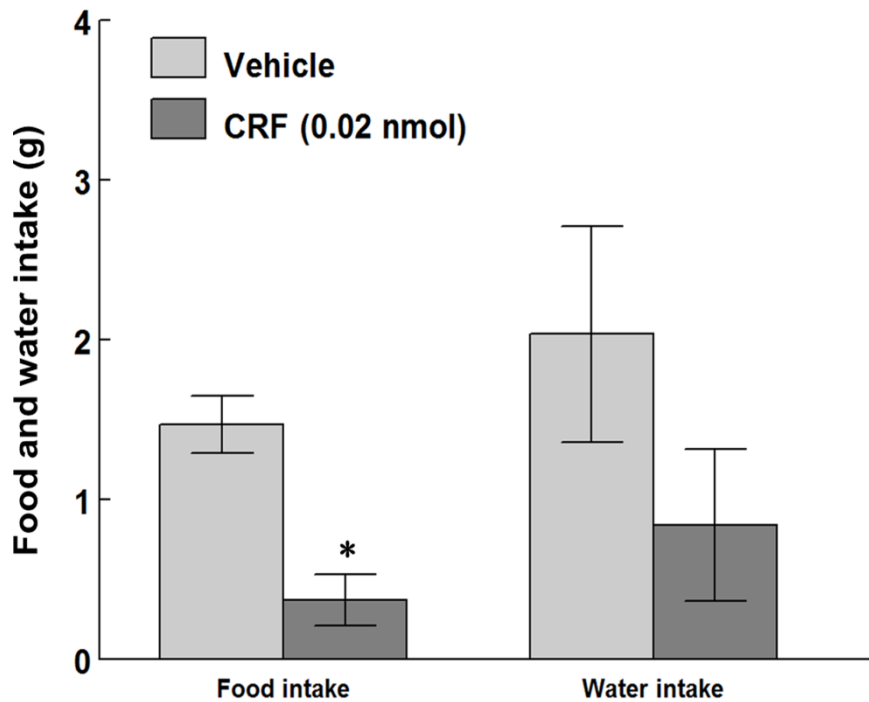 Food and water intake (g)
4
3
2
1
0
Vehicle
CRF (0.02 nmol)
*
Food intake
Water intake